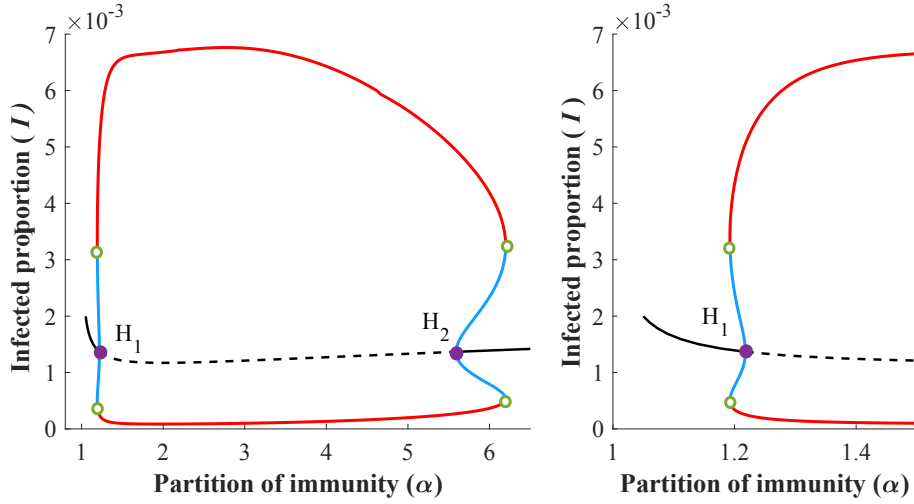 ×10⁻³
7
6
5
4
3
2
1
0
Infected proportion ( I )
H₁
H₂
1 2 3 4 5 6
Partition of immunity (α)
×10⁻³
7
6
5
4
3
2
1
0
Infected proportion ( I )
H₁
1 1.2 1.4
Partition of immunity (α)